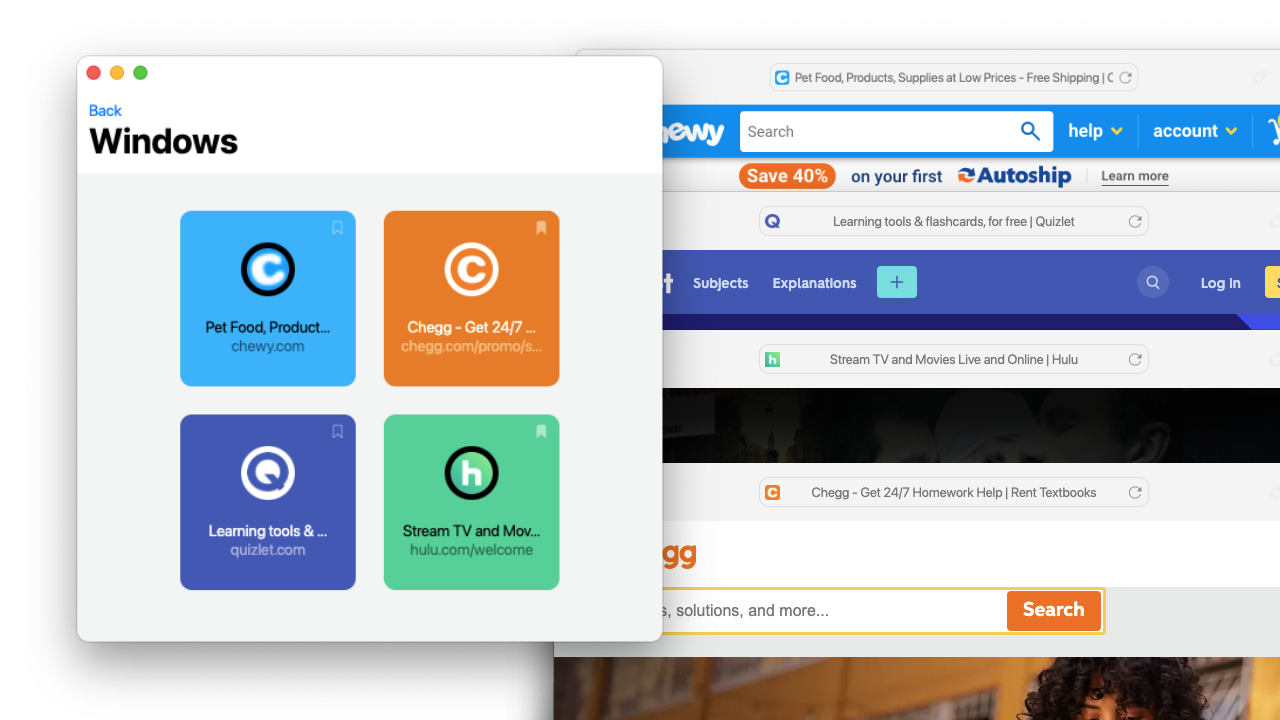 Back
Windows
Pet Food, Product...
chewy.com
Chegg - Get 24/7 ...
chegg.com/promo/s...
Learning tools & ...
quizlet.com
Stream TV and Mov...
hulu.com/welcome
Pet Food, Products, Supplies at Low Prices - Free Shipping | C
hewy
Search
help
account
Save 40% on your first Autoship
Learn more
Learning tools & flashcards, for free | Quizlet
t
Subjects
Explanations
Log in
Stream TV and Movies Live and Online | Hulu
Chegg - Get 24/7 Homework Help | Rent Textbooks
gg
s, solutions, and more...
Search